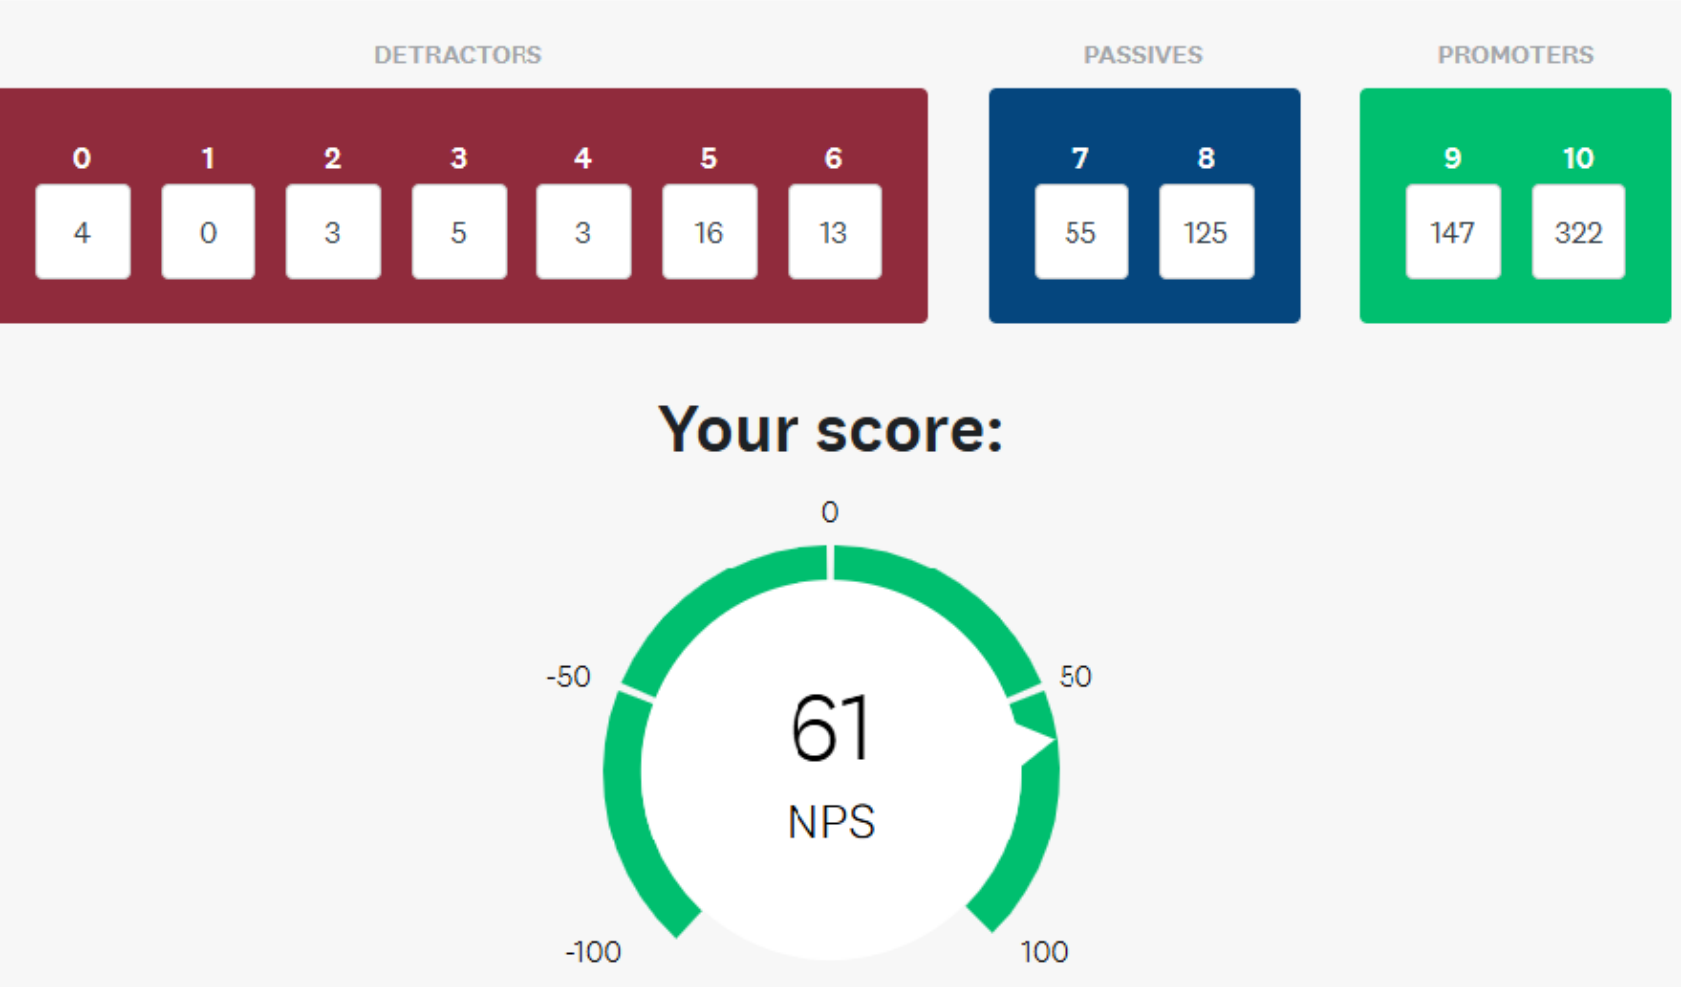 DETRACTORS PASSIVES PROMOTERS
0 1 2 3 4 5 6 7 8 9 10
4 0 3 5 3 16 13 55 125 147 322
Your score:
0
-50 50
61
NPS
-100 100